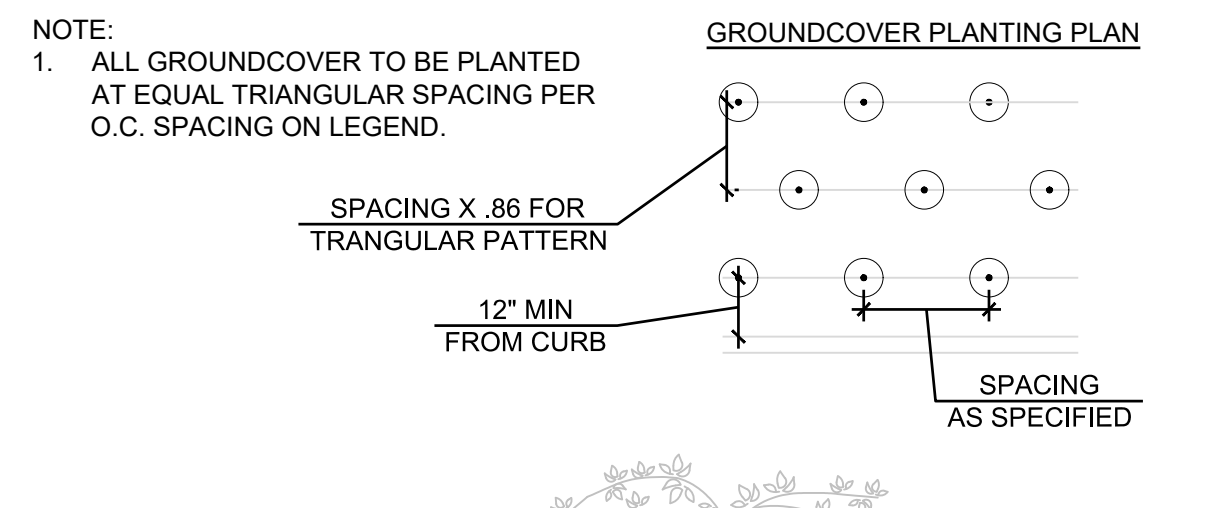 NOTE:
1. ALL GROUNDCOVER TO BE PLANTED
AT EQUAL TRIANGULAR SPACING PER
O.C. SPACING ON LEGEND.
GROUNDCOVER PLANTING PLAN
SPACING X .86 FOR
TRANGULAR PATTERN
12" MIN
FROM CURB
SPACING
AS SPECIFIED